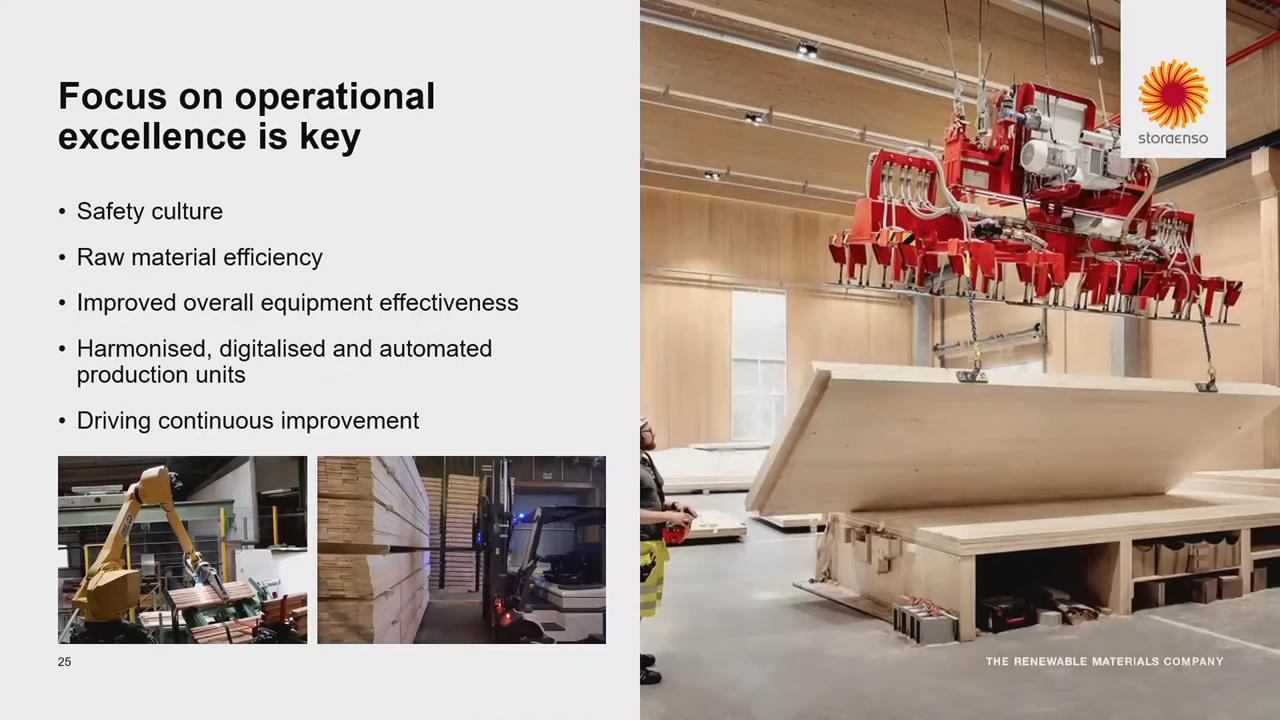 Focus on operational
excellence is key
• Safety culture
• Raw material efficiency
• Improved overall equipment effectiveness
• Harmonised, digitalised and automated
production units
• Driving continuous improvement
25
storaenso
THE RENEWABLE MATERIALS COMPANY